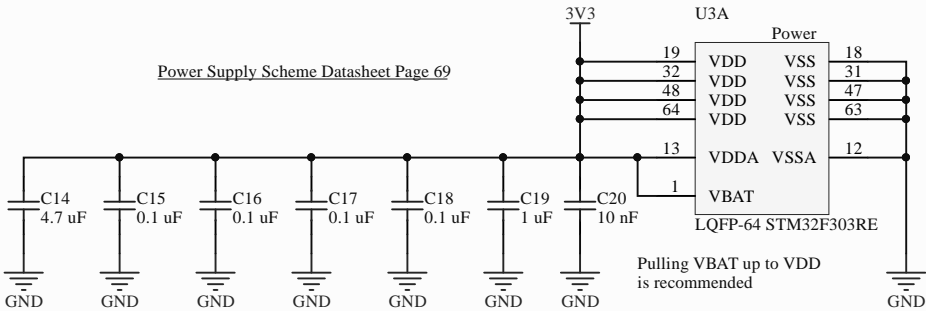 3V3
U3A
Power
Power Supply Scheme Datasheet Page 69
19 VDD VSS 18
32 VDD VSS 31
48 VDD VSS 47
64 VDD VSS 63
13 VDDA VSSA 12
1 VBAT
C14
4.7 uF
C15
0.1 uF
C16
0.1 uF
C17
0.1 uF
C18
0.1 uF
C19
1 uF
C20
10 nF
LQFP-64 STM32F303RE
Pulling VBAT up to VDD
is recommended
GND
GND
GND
GND
GND
GND
GND
GND